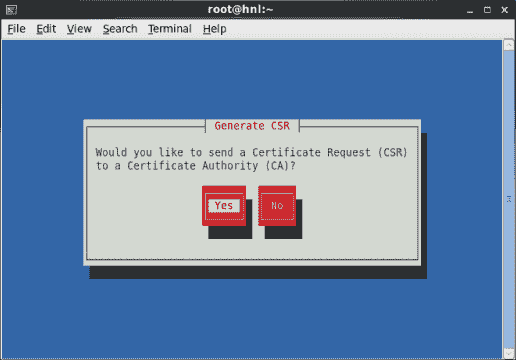 root@hnl:~
File Edit View Search Terminal Help
Generate CSR
Would you like to send a Certificate Request (CSR)
to a Certificate Authority (CA)?
Yes No